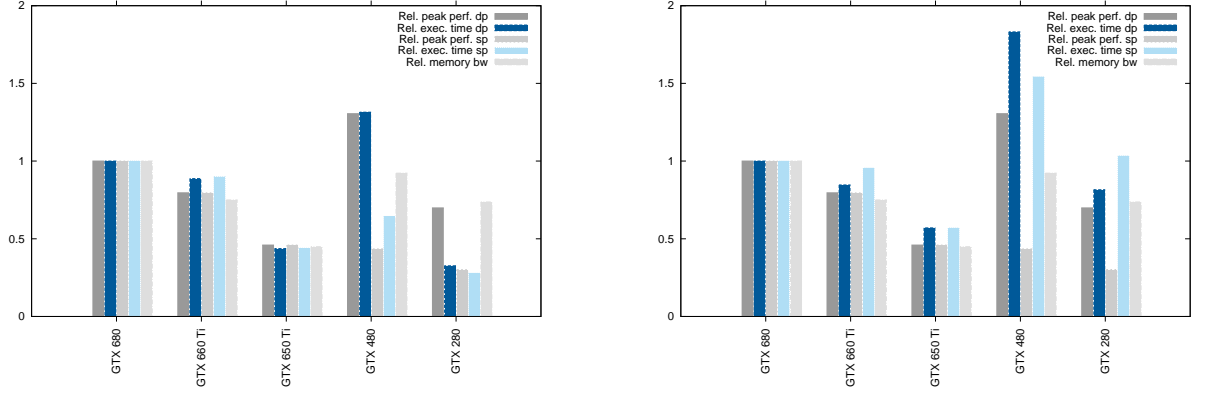 2
1.5
1
0.5
0
Rel. peak perf. dp
Rel. exec. time dp
Rel. peak perf. sp
Rel. exec. time sp
Rel. memory bw
GTX 680
GTX 660 Ti
GTX 650 Ti
GTX 480
GTX 280
2
1.5
1
0.5
0
Rel. peak perf. dp
Rel. exec. time dp
Rel. peak perf. sp
Rel. exec. time sp
Rel. memory bw
GTX 680
GTX 660 Ti
GTX 650 Ti
GTX 480
GTX 280